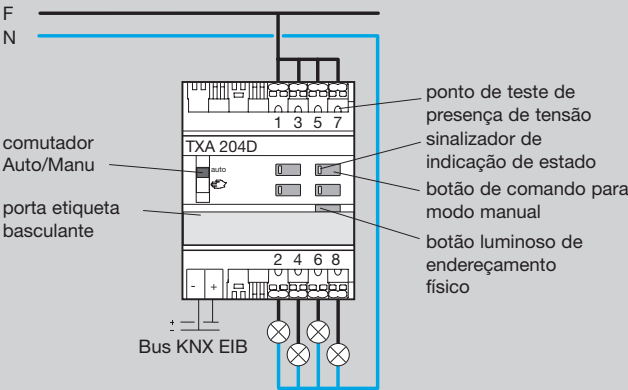 F
N
ponto de teste de
presença de tensão
1 3 5 7
sinalizador de
indicação de estado
comutador
Auto/Manu
TXA 204D
auto
botão de comando para
modo manual
porta etiqueta
basculante
botão luminoso de
endereçamento
físico
2 4 6 8
- +
+
-
Bus KNX EIB